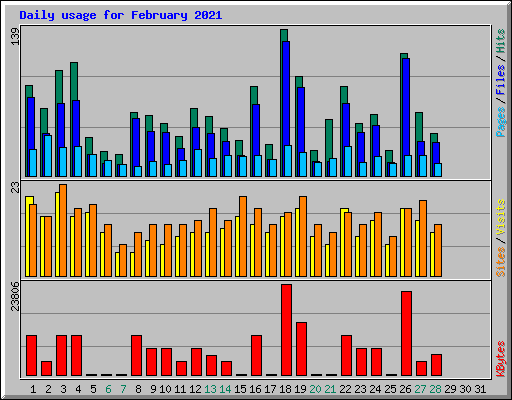 Daily usage for February 2021
139
Pages / Files / Hits
23
Sites / Visits
23806
KBytes
1 2 3 4 5 6 7 8 9 10 11 12 13 14 15 16 17 18 19 20 21 22 23 24 25 26 27 28 29 30 31